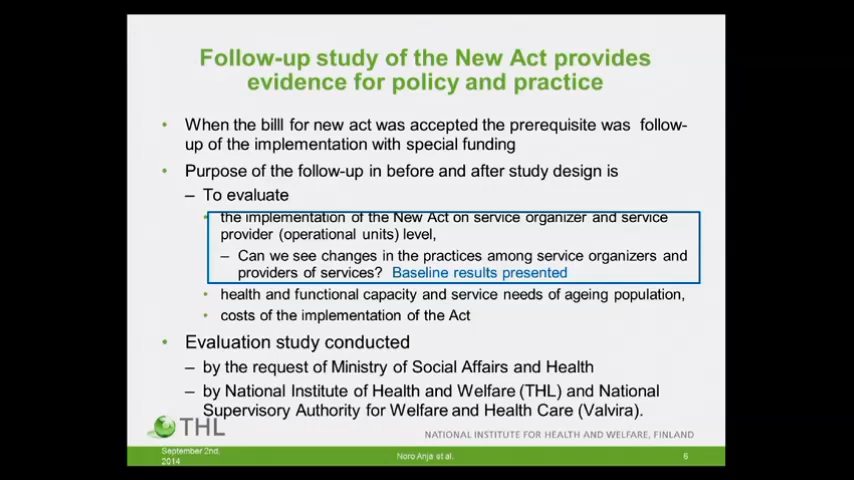 Follow-up study of the New Act provides
evidence for policy and practice
• When the billl for new act was accepted the prerequisite was follow-
up of the implementation with special funding
• Purpose of the follow-up in before and after study design is
– To evaluate
• the implementation of the New Act on service organizer and service
provider (operational units) level,
– Can we see changes in the practices among service organizers and
providers of services? Baseline results presented
• health and functional capacity and service needs of ageing population,
• costs of the implementation of the Act
• Evaluation study conducted
– by the request of Ministry of Social Affairs and Health
– by National Institute of Health and Welfare (THL) and National
Supervisory Authority for Welfare and Health Care (Valvira).
THL
NATIONAL INSTITUTE FOR HEALTH AND WELFARE, FINLAND
September 2nd,
2014
Noro Anja et al.
6